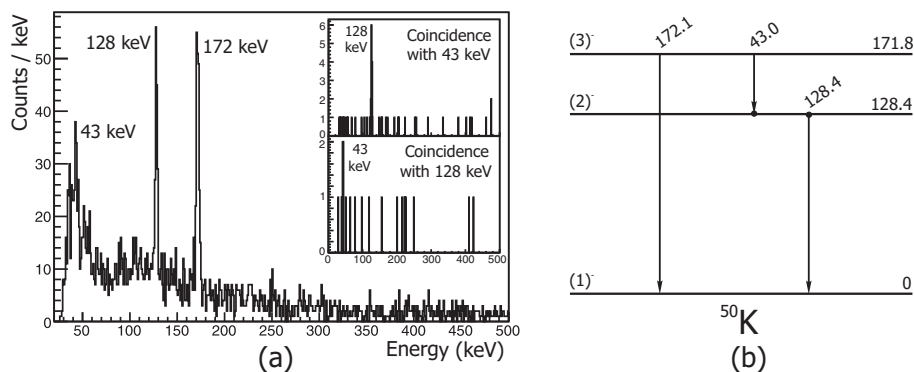 Counts / keV
50
40
30
20
10
0
50 100 150 200 250 300 350 400 450 500
Energy (keV)
43 keV
128 keV
172 keV
6
5
4
3
2
1
0
128
keV
Coincidence
with 43 keV
2
1
0
43
keV
Coincidence
with 128 keV
0 100 200 300 400 500
(a)
(3)⁻ 172.1 43.0 171.8
(2)⁻ 128.4 128.4
(1)⁻ 0
⁵⁰K
(b)